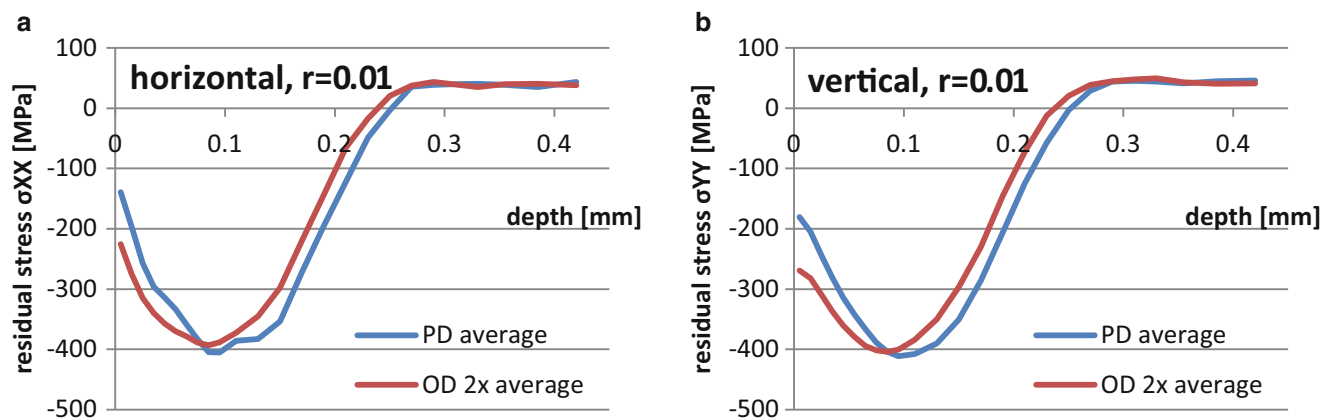 a
residual stress σXX [MPa]
100
0
-100
-200
-300
-400
-500
horizontal, r=0.01
0
0.1
0.2
0.3
0.4
depth [mm]
PD average
OD 2x average
b
residual stress σYY [MPa]
100
0
-100
-200
-300
-400
-500
vertical, r=0.01
0
0.1
0.2
0.3
0.4
depth [mm]
PD average
OD 2x average